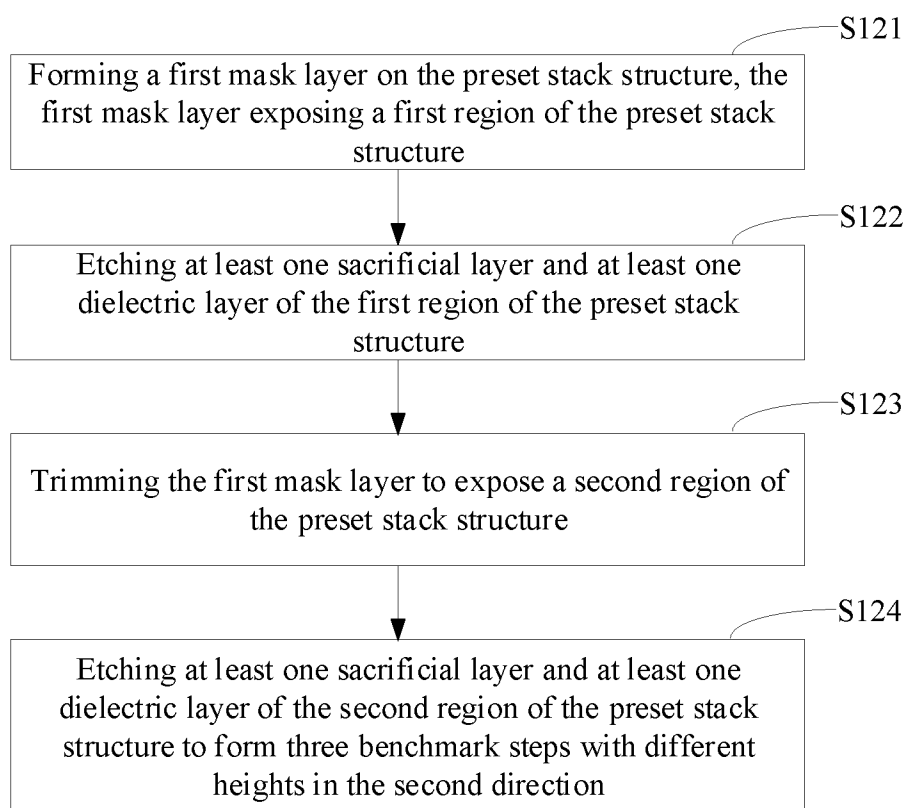 S121
Forming a first mask layer on the preset stack structure, the
first mask layer exposing a first region of the preset stack
structure
S122
Etching at least one sacrificial layer and at least one
dielectric layer of the first region of the preset stack
structure
S123
Trimming the first mask layer to expose a second region of
the preset stack structure
S124
Etching at least one sacrificial layer and at least one
dielectric layer of the second region of the preset stack
structure to form three benchmark steps with different
heights in the second direction